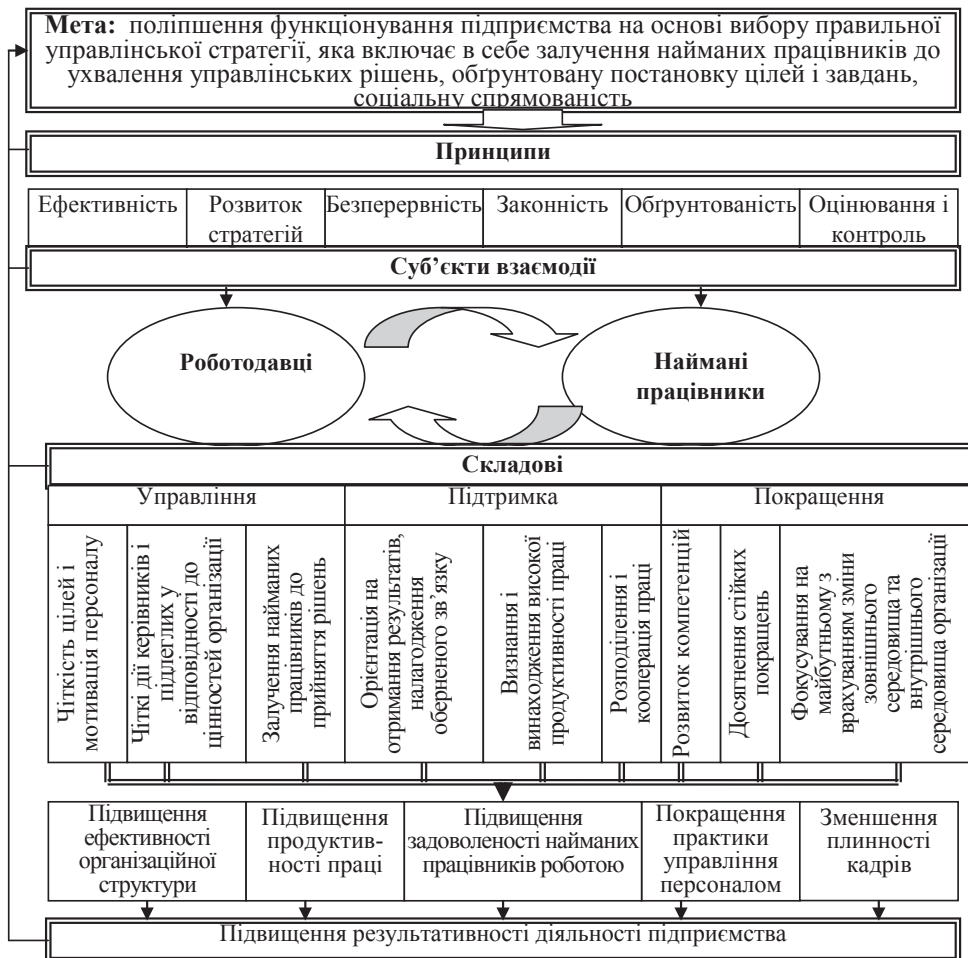 Мета: поліпшення функціонування підприємства на основі вибору правильної
управлінської стратегії, яка включає в себе залучення найманих працівників до
ухвалення управлінських рішень, обґрунтовану постановку цілей і завдань,
соціальну спрямованість
Принципи
Ефективність
Розвиток
стратегій
Безперервність
Законність
Обґрунтованість
Оцінювання і
контроль
Суб’єкти взаємодії
Роботодавці
Наймані
працівники
Складові
Управління
Підтримка
Покращення
Чіткість цілей і
мотивація персоналу
Чіткі дії керівників і
підлеглих у
відповідності до
цінностей організації
Залучення найманих
працівників до
прийняття рішень
Орієнтація на
отримання результатів,
налагодження
оберненого зв’язку
Визнання і
винаходження високої
продуктивності праці
Розподілення і
кооперація праці
Розвиток компетенцій
Досягнення стійких
покращень
Фокусування на
майбутньому з
врахуванням зміни
зовнішнього
середовища та
внутрішнього
середовища організації
Підвищення
ефективності
організаційної
структури
Підвищення
продуктив-
ності праці
Підвищення
задоволеності найманих
працівників роботою
Покращення
практики
управління
персоналом
Зменшення
плинності
кадрів
Підвищення результативності діяльності підприємства